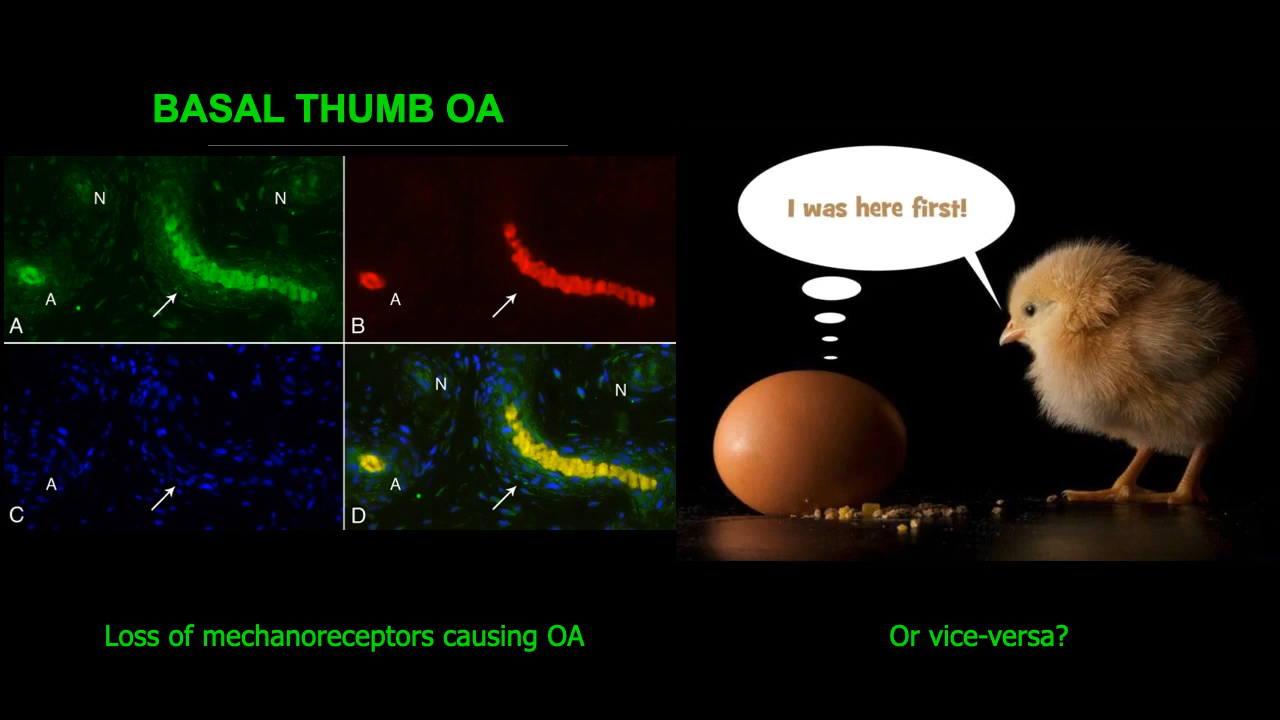 BASAL THUMB OA
N
N
A
A
A
B
N
N
A
A
C
D
I was here first!
Loss of mechanoreceptors causing OA
Or vice-versa?